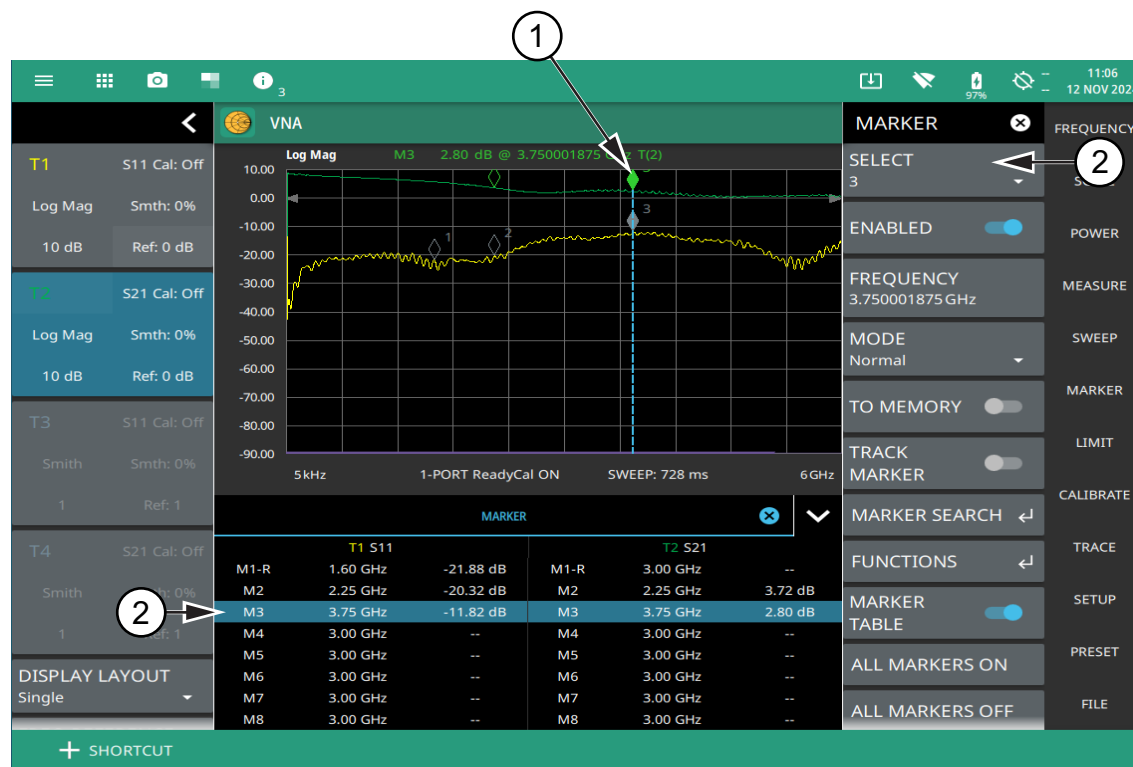 1
3
97%
11:06
12 NOV 202
VNA
MARKER
FREQUENCY
T1 S11 Cal: Off
Log Mag Smth: 0%
10 dB Ref: 0 dB
T2 S21 Cal: Off
Log Mag Smth: 0%
10 dB Ref: 0 dB
T3 S11 Cal: Off
Smith Smth: 0%
1 Ref: 1
T4 S21 Cal: Off
Smith 0%
1 Ref: 1
DISPLAY LAYOUT
Single
Log Mag M3 2.80 dB @ 3.750001875 GHz T(2)
10.00
0.00
-10.00
-20.00
-30.00
-40.00
-50.00
-60.00
-70.00
-80.00
-90.00
1
2
3
5 kHz 1-PORT ReadyCal ON SWEEP: 728 ms 6 GHz
MARKER
T1 S11 T2 S21
M1-R 1.60 GHz -21.88 dB M1-R 3.00 GHz --
M2 2.25 GHz -20.32 dB M2 2.25 GHz 3.72 dB
2
M3 3.75 GHz -11.82 dB M3 3.75 GHz 2.80 dB
M4 3.00 GHz -- M4 3.00 GHz --
M5 3.00 GHz -- M5 3.00 GHz --
M6 3.00 GHz -- M6 3.00 GHz --
M7 3.00 GHz -- M7 3.00 GHz --
M8 3.00 GHz -- M8 3.00 GHz --
SELECT
3
2
ENABLED
FREQUENCY
3.750001875 GHz
MODE
Normal
TO MEMORY
TRACK
MARKER
MARKER SEARCH
FUNCTIONS
MARKER
TABLE
ALL MARKERS ON
ALL MARKERS OFF
POWER
MEASURE
SWEEP
MARKER
LIMIT
CALIBRATE
TRACE
SETUP
PRESET
FILE
SHORTCUT